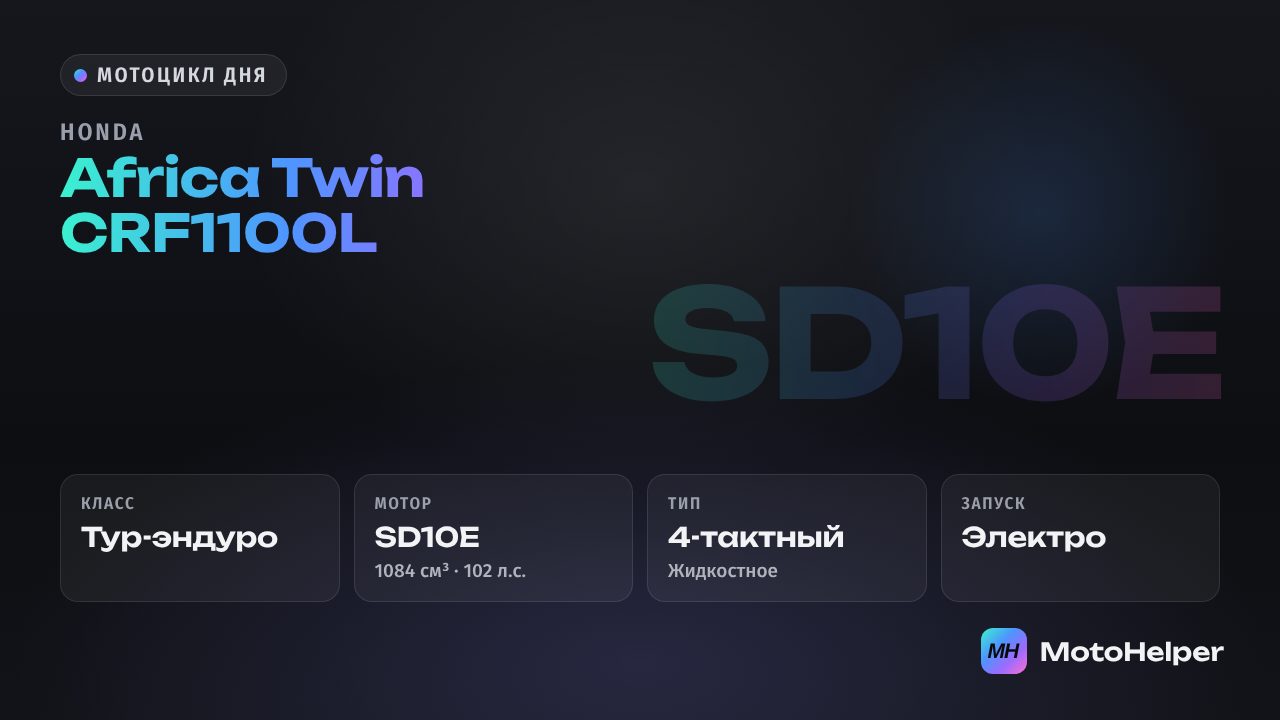 МОТОЦИКЛ ДНЯ
HONDA
Africa Twin
CRF1100L
SD10E
КЛАСС
Тур-эндуро
МОТОР
SD10E
1084 см³ · 102 л.с.
ТИП
4-тактный
Жидкостное
ЗАПУСК
Электро
MH MotoHelper